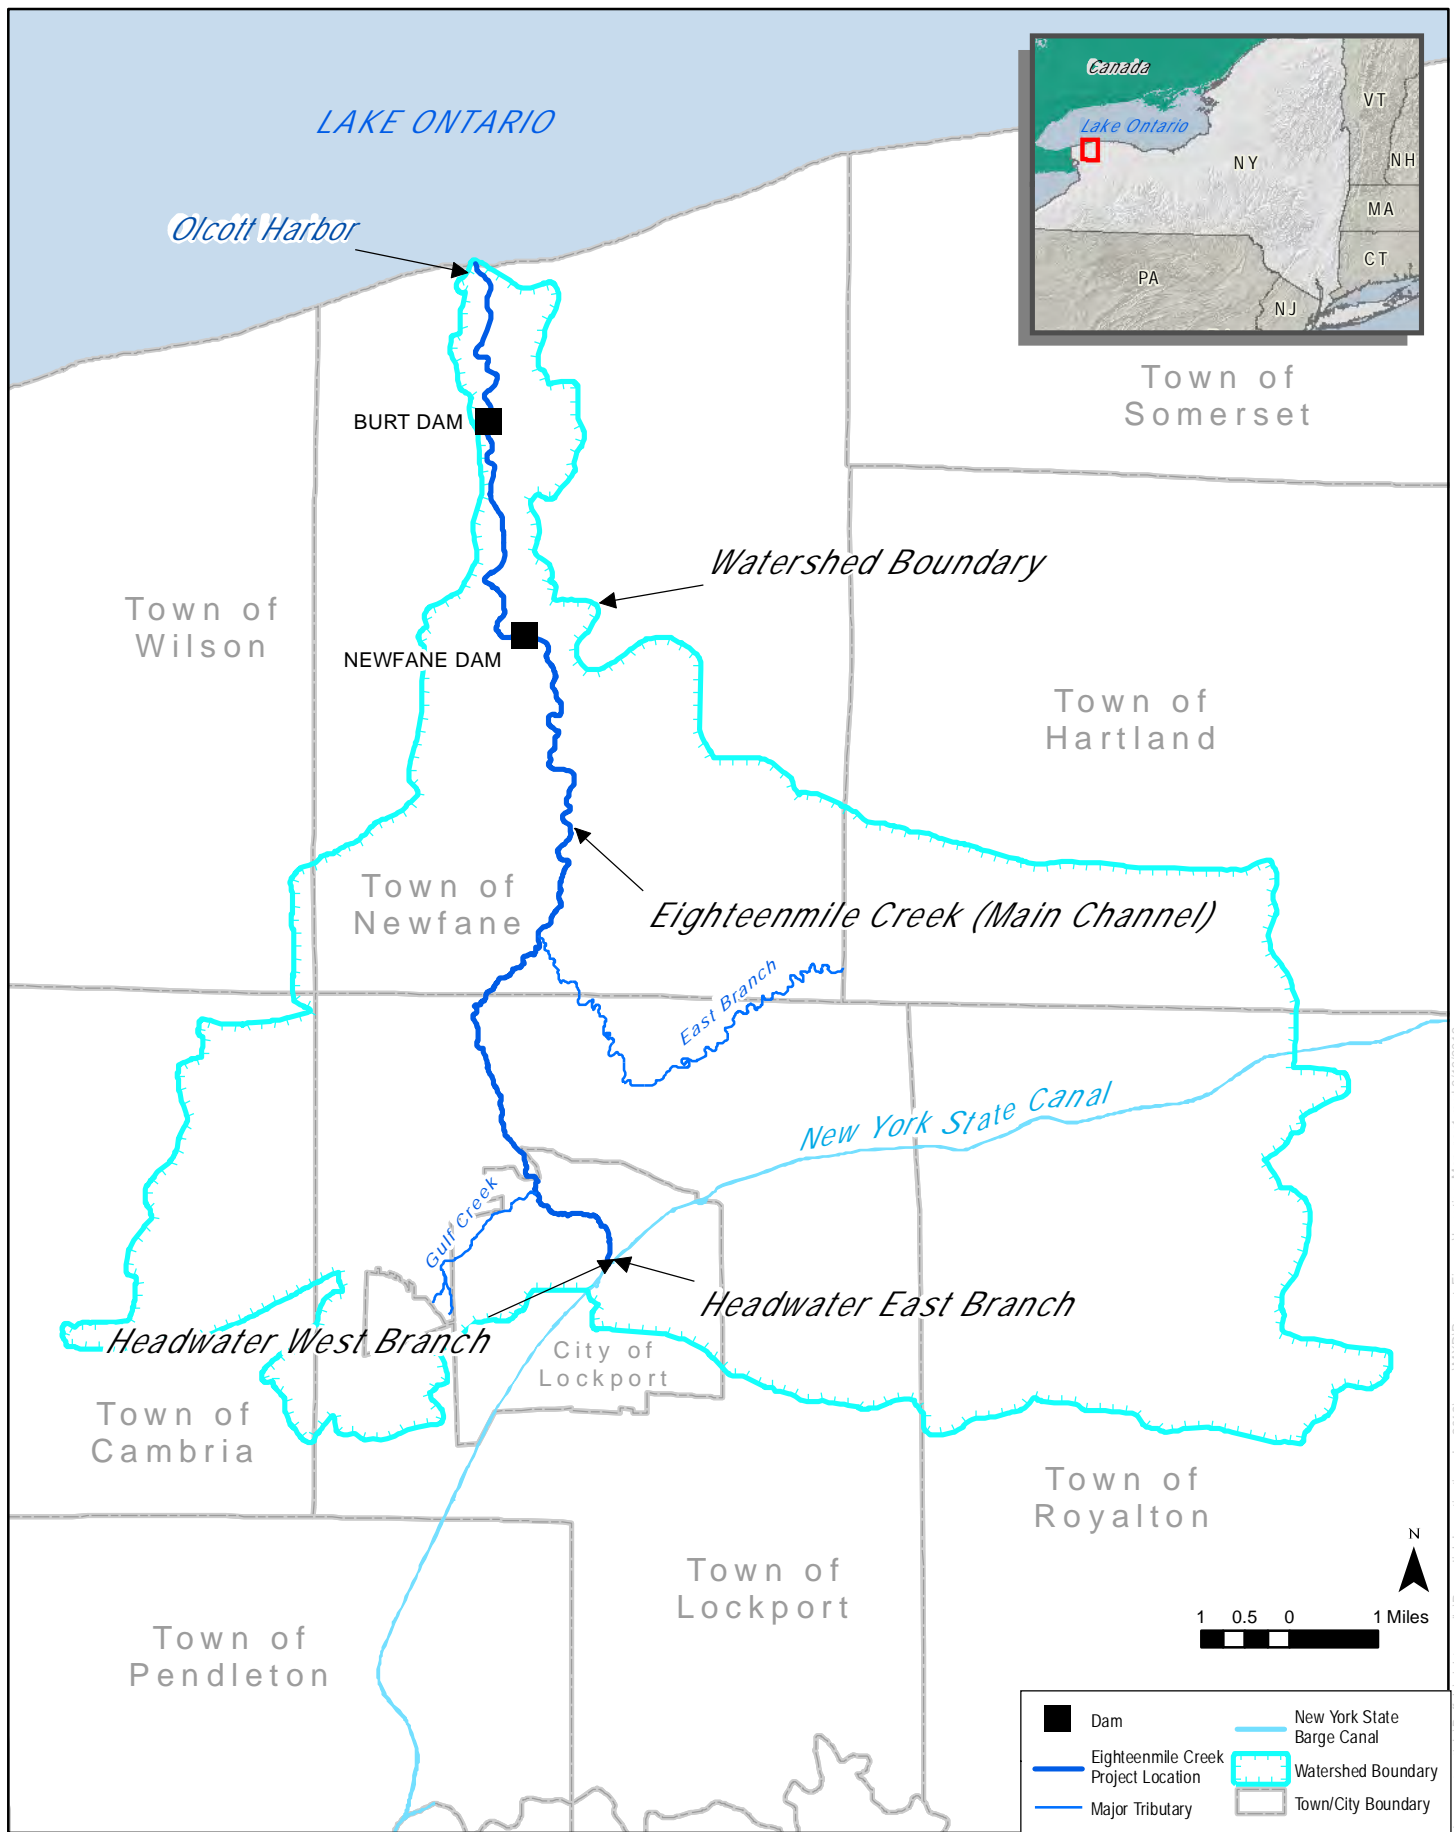 Canada
Lake Ontario
VT
NH
NY
MA
CT
PA
NJ
LAKE ONTARIO
Olcott Harbor
Town of
Somerset
BURT DAM
Watershed Boundary
Town of
Wilson
NEWFANE DAM
Town of
Hartland
Town of
Newfane
Eighteenmile Creek (Main Channel)
East Branch
New York State Canal
Gulf Creek
Headwater East Branch
Headwater West Branch
City of
Lockport
Town of
Cambria
Town of
Royalton
Town of
Lockport
Town of
Pendleton
N
1 0.5 0 1 Miles
Dam
Eighteenmile Creek
Project Location
Major Tributary
New York State
Barge Canal
Watershed Boundary
Town/City Boundary